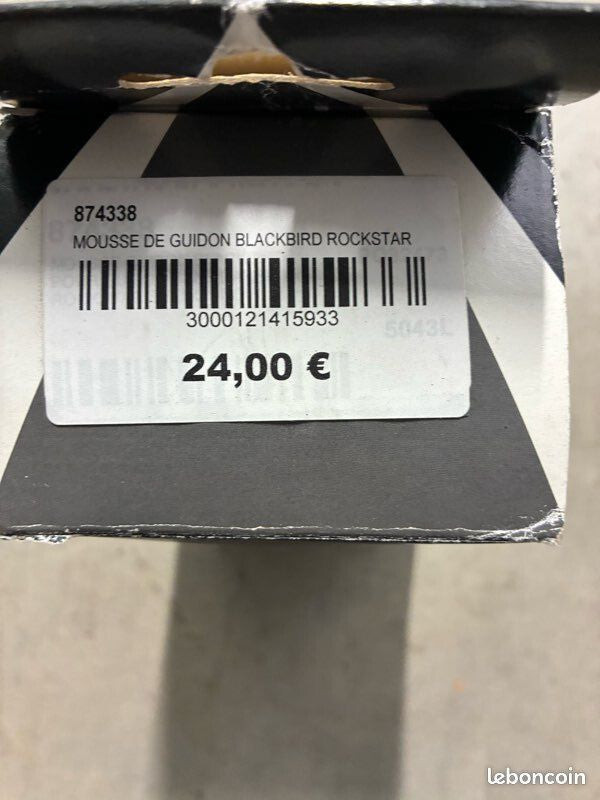 874338
MOUSSE DE GUIDON BLACKBIRD ROCKSTAR
3000121415933
5043L
24,00 €
leboncoin